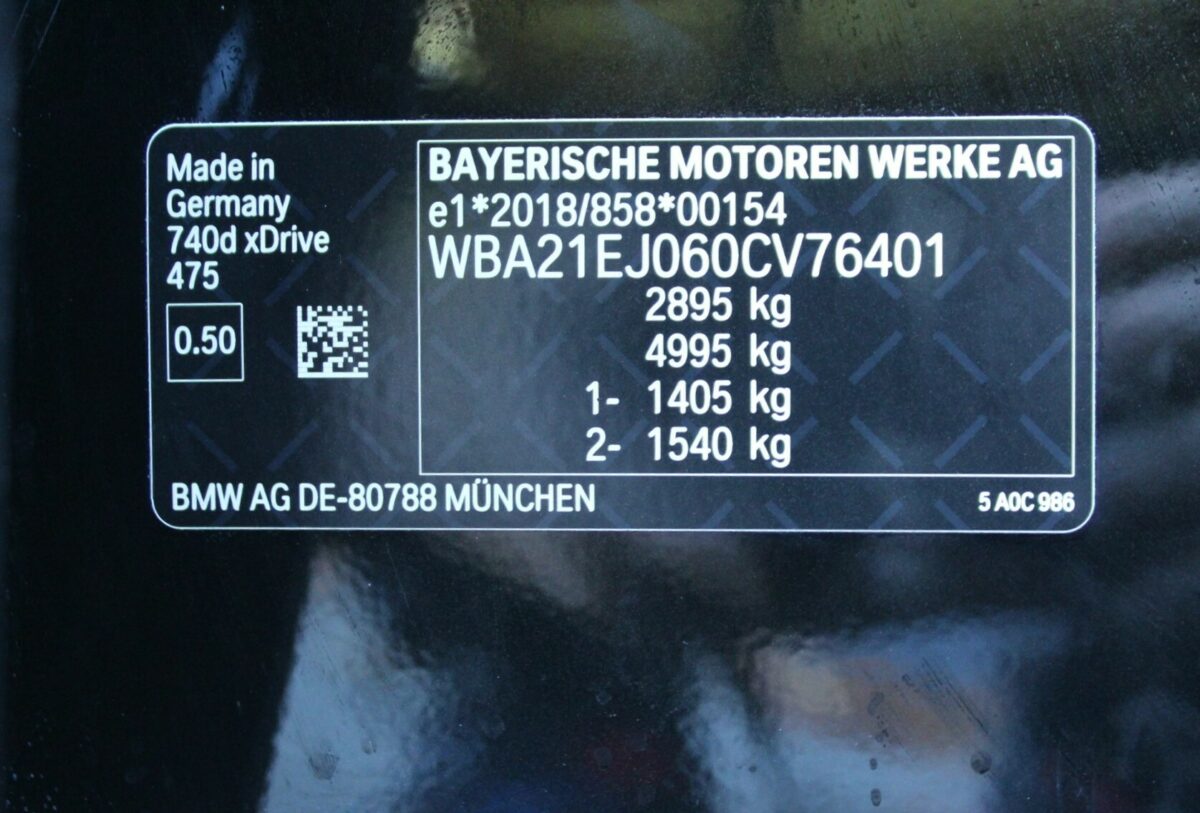 Made in
Germany
740d xDrive
475
0.50
BAYERISCHE MOTOREN WERKE AG
e1*2018/858*00154
WBA21EJ060CV76401
2895 kg
4995 kg
1- 1405 kg
2- 1540 kg
BMW AG DE-80788 MÜNCHEN
5 A0C 986